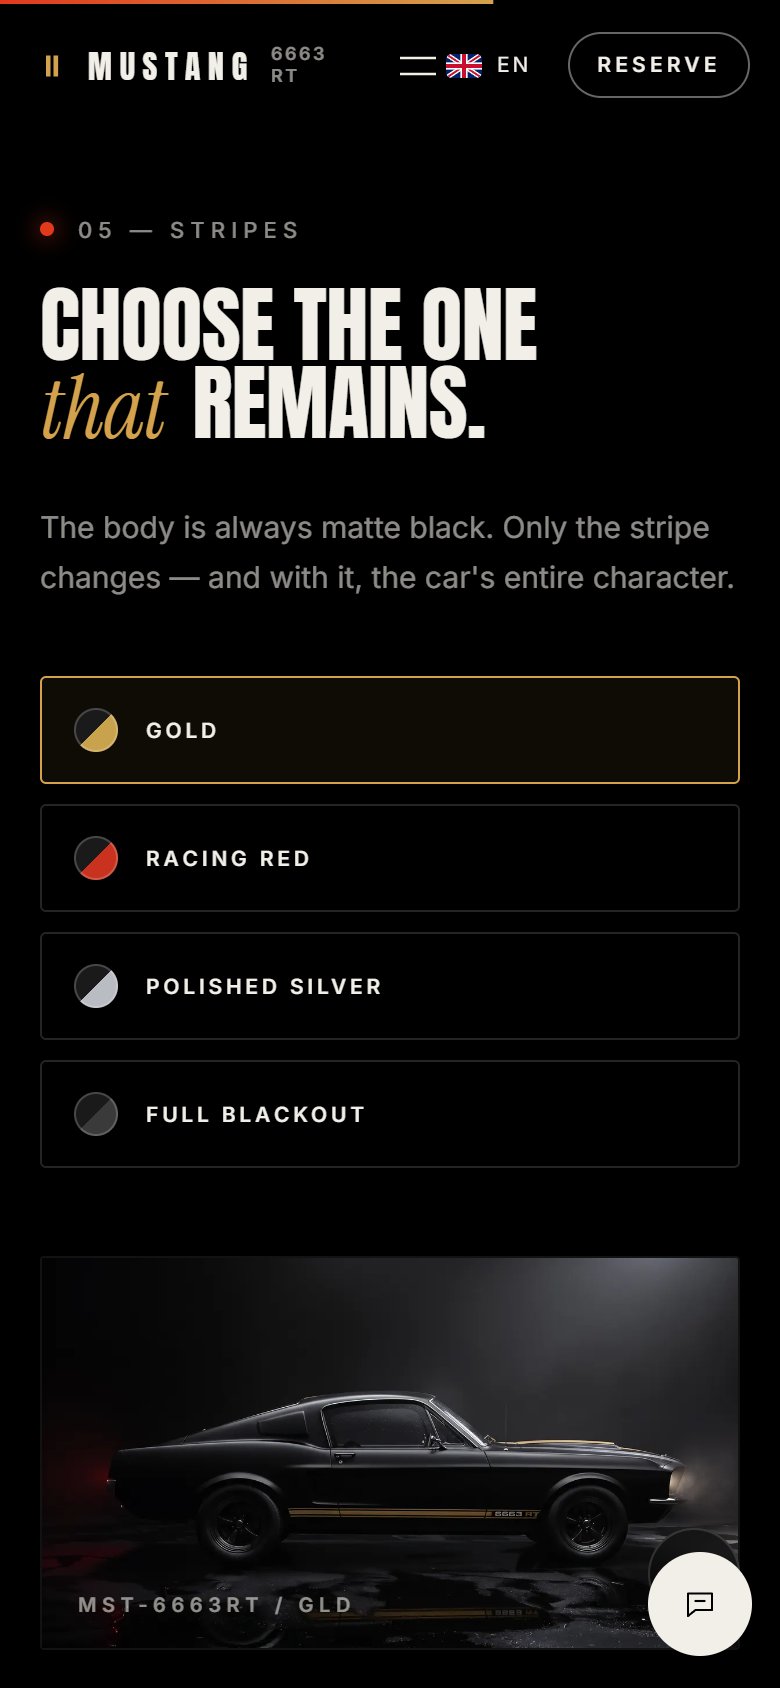 MUSTANG 6663 RT EN RESERVE
05 — STRIPES
CHOOSE THE ONE
that REMAINS.
The body is always matte black. Only the stripe
changes — and with it, the car's entire character.
GOLD
RACING RED
POLISHED SILVER
FULL BLACKOUT
6663 RT
MST-6663RT / GLD